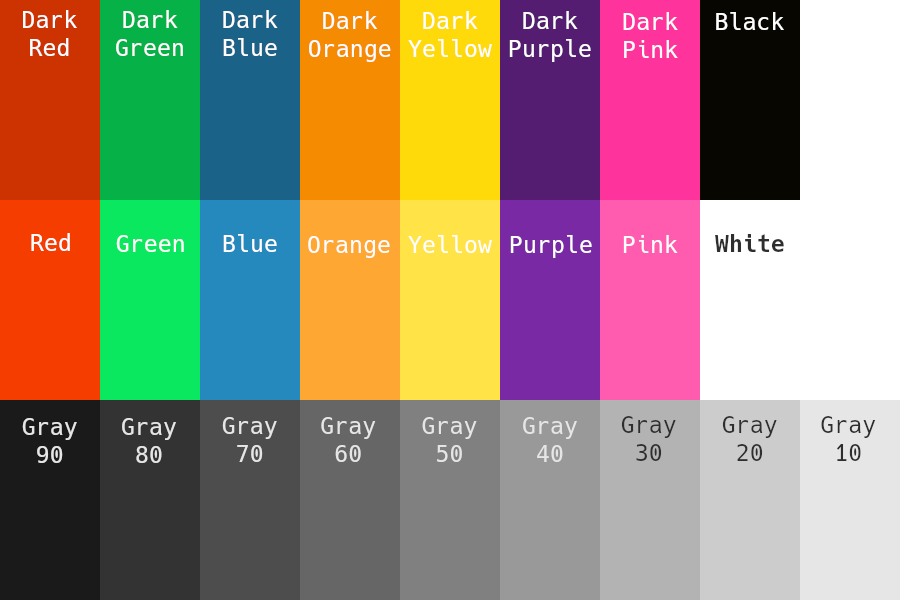 Dark
Red
Dark
Green
Dark
Blue
Dark
Orange
Dark
Yellow
Dark
Purple
Dark
Pink
Black
Red
Green
Blue
Orange
Yellow
Purple
Pink
White
Gray
90
Gray
80
Gray
70
Gray
60
Gray
50
Gray
40
Gray
30
Gray
20
Gray
10